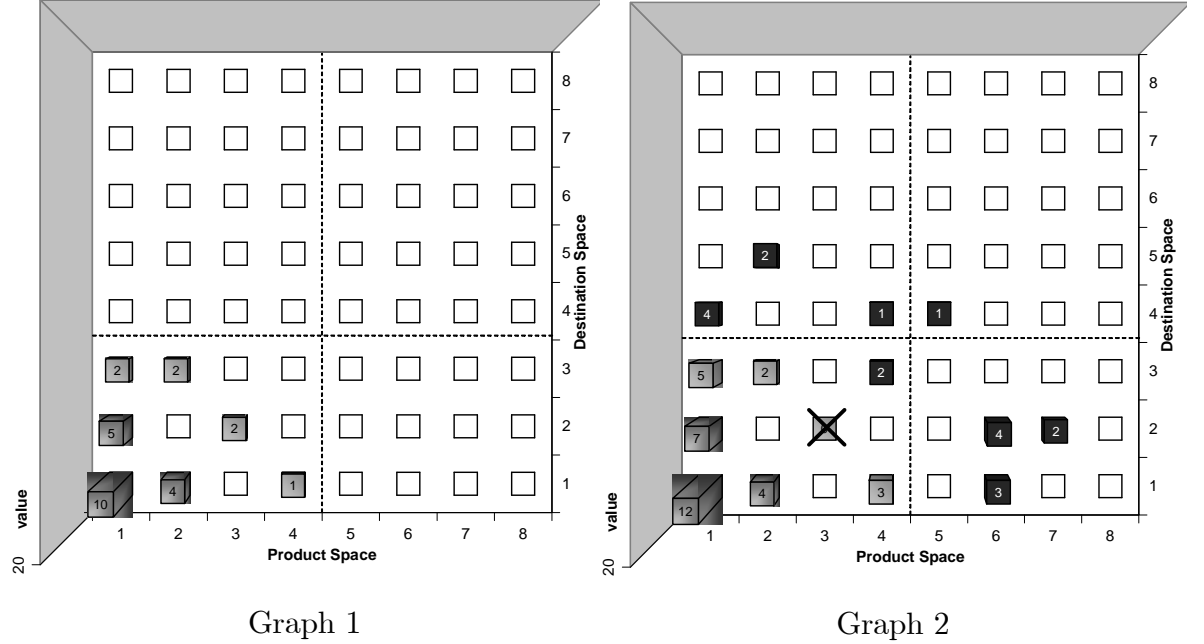 8
7
6
5
4
2 2 3
5 2 2
10 4 1 1
1 2 3 4 5 6 7 8
Product Space
Destination Space
value
20
Graph 1
8
7
6
2 5
4 1 1 4
5 2 2 3
7 4 2 2
12 4 3 3 1
1 2 3 4 5 6 7 8
Product Space
Destination Space
value
20
Graph 2